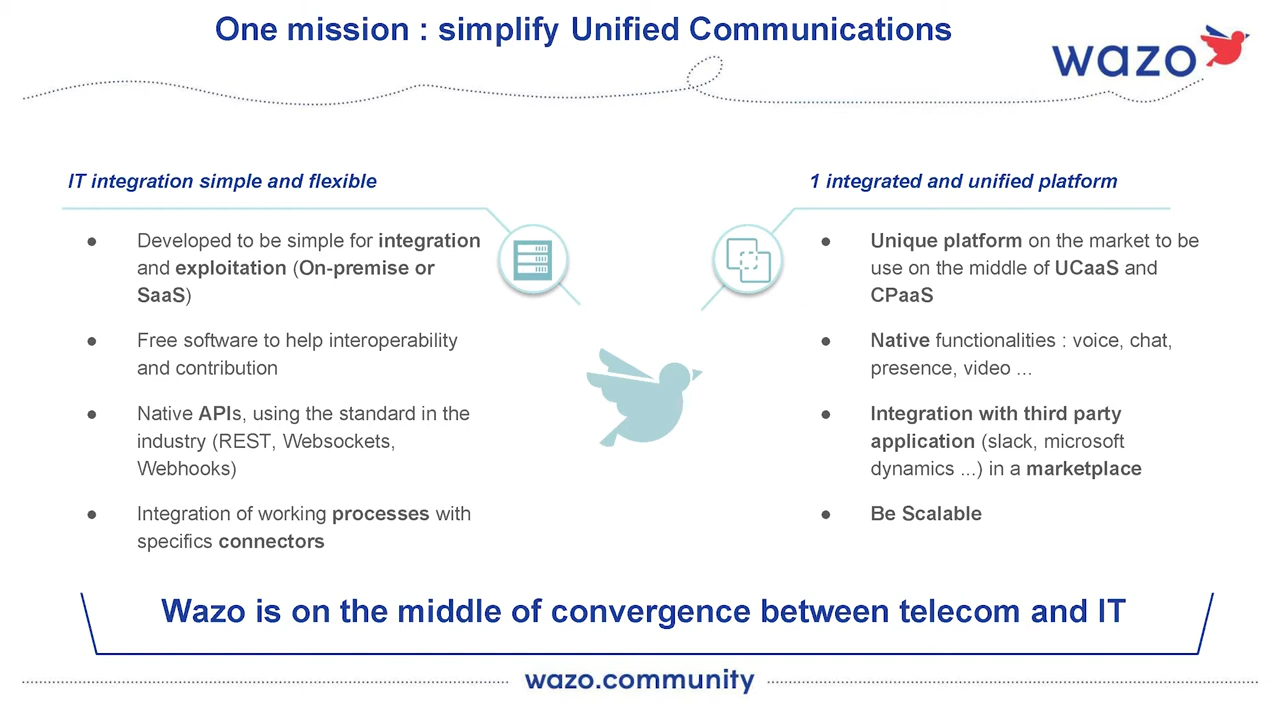 One mission : simplify Unified Communications
wazo
IT integration simple and flexible
● Developed to be simple for integration
and exploitation (On-premise or
SaaS)
● Free software to help interoperability
and contribution
● Native APIs, using the standard in the
industry (REST, Websockets,
Webhooks)
● Integration of working processes with
specifics connectors
1 integrated and unified platform
● Unique platform on the market to be
use on the middle of UCaaS and
CPaaS
● Native functionalities : voice, chat,
presence, video ...
● Integration with third party
application (slack, microsoft
dynamics ...) in a marketplace
● Be Scalable
Wazo is on the middle of convergence between telecom and IT
wazo.community